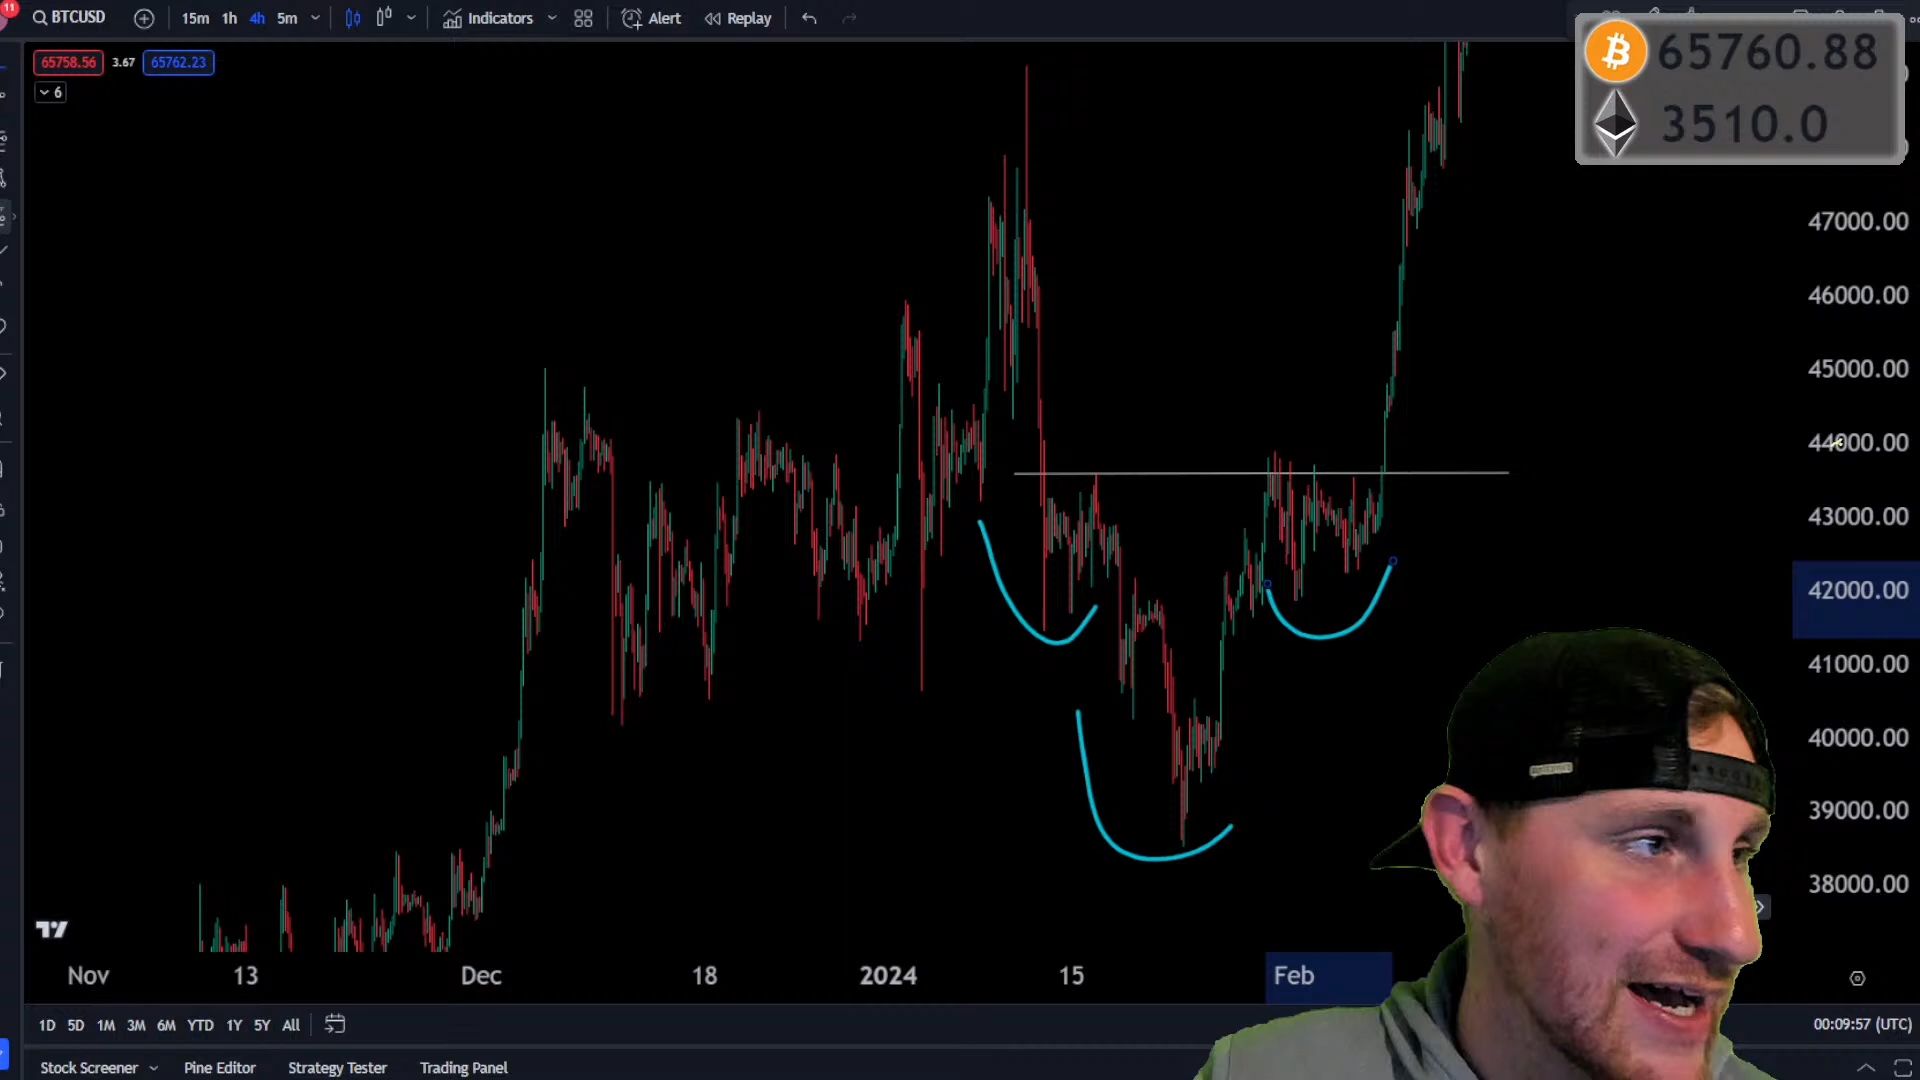 11
BTCUSD
15m 1h 4h 5m
Indicators
Alert
Replay
65758.56 3.67 65762.23
6
65760.88
3510.0
47000.00
46000.00
45000.00
44000.00
43000.00
42000.00
41000.00
40000.00
39000.00
38000.00
Nov 13 Dec 18 2024 15 Feb
1D 5D 1M 3M 6M YTD 1Y 5Y All
00:09:57 (UTC)
Stock Screener Pine Editor Strategy Tester Trading Panel